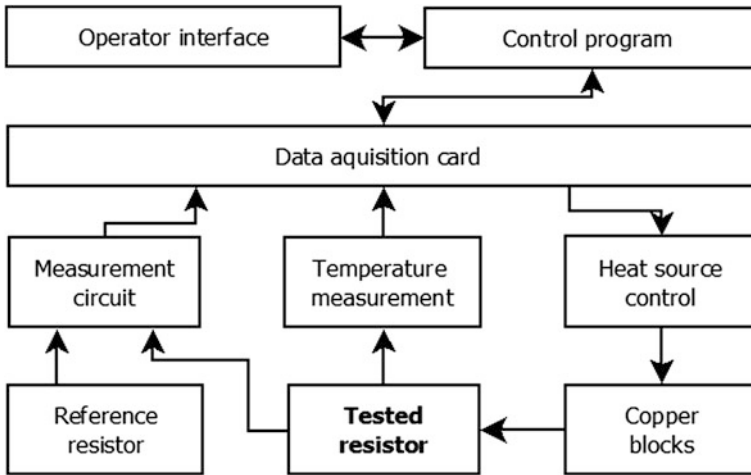 Operator interface
Control program
Data aquisition card
Measurement
circuit
Temperature
measurement
Heat source
control
Reference
resistor
Tested
resistor
Copper
blocks